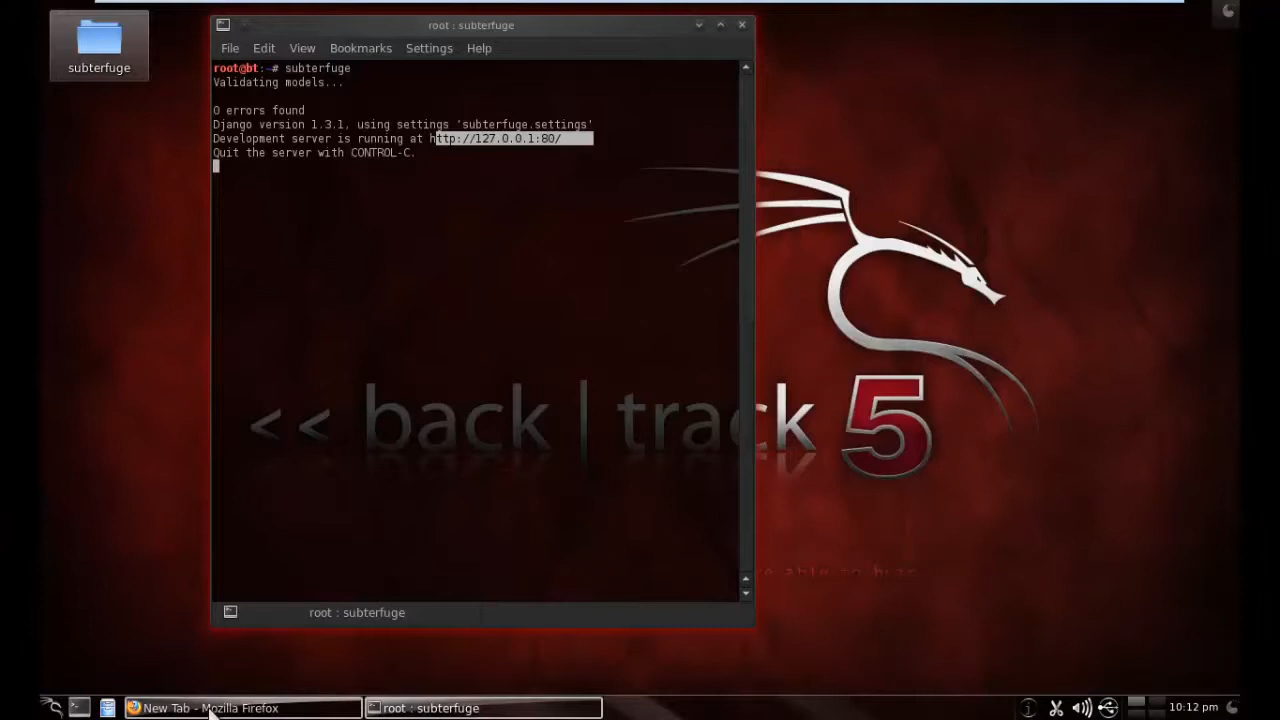 subterfuge
root : subterfuge
File Edit View Bookmarks Settings Help
root@bt:~# subterfuge
Validating models...
0 errors found
Django version 1.3.1, using settings 'subterfuge.settings'
Development server is running at http://127.0.0.1:80/
Quit the server with CONTROL-C.
<< back | track 5
root : subterfuge
New Tab - Mozilla Firefox
root : subterfuge
10:12 pm